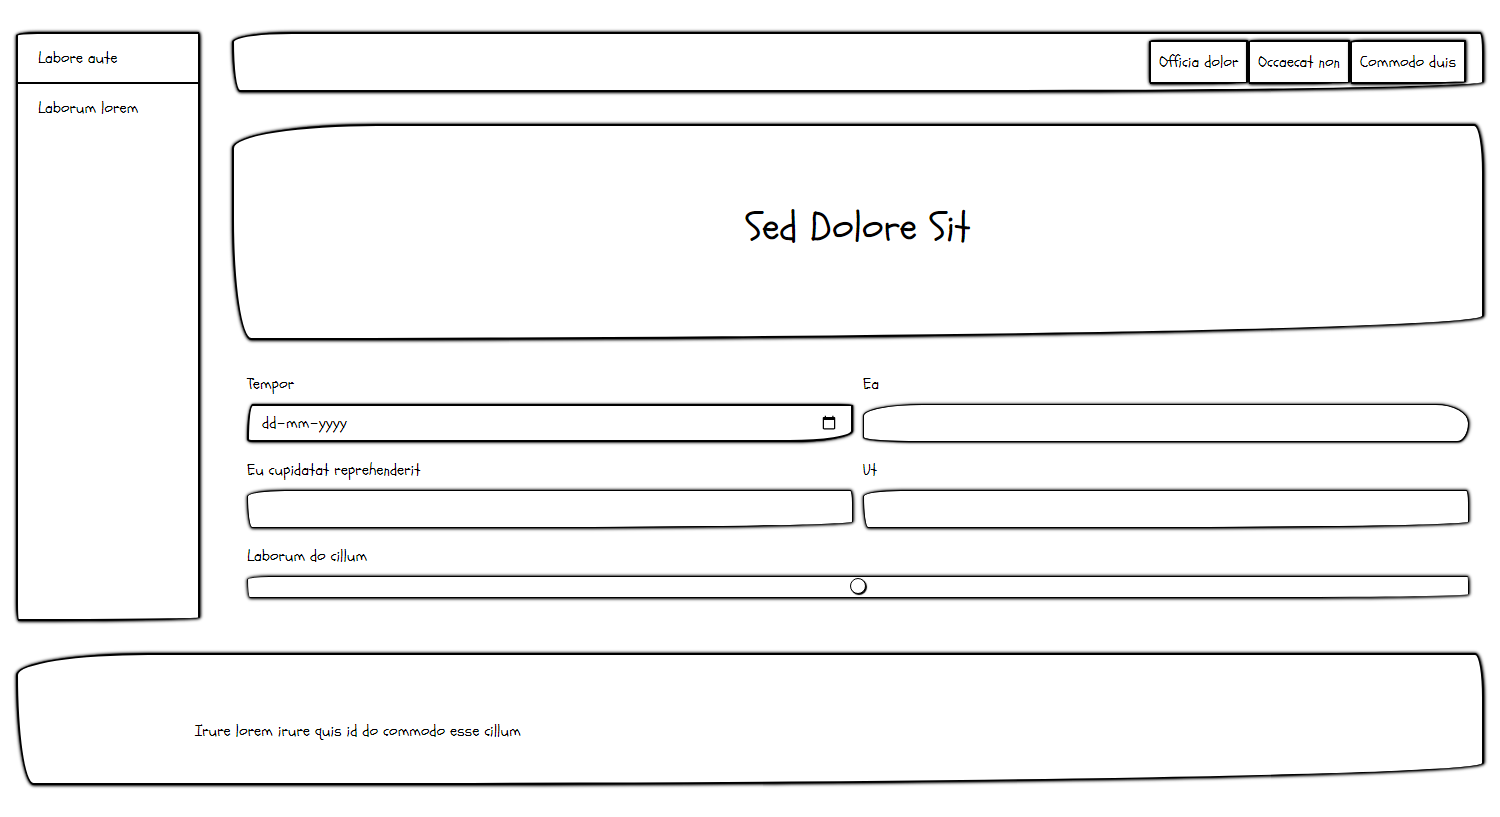 Labore aute
Laborum lorem
Officia dolor
Occaecat non
Commodo duis
Sed Dolore Sit
Tempor
dd-mm-yyyy
Ea
Eu cupidatat reprehenderit
Ut
Laborum do cillum
Irure lorem irure quis id do commodo esse cillum